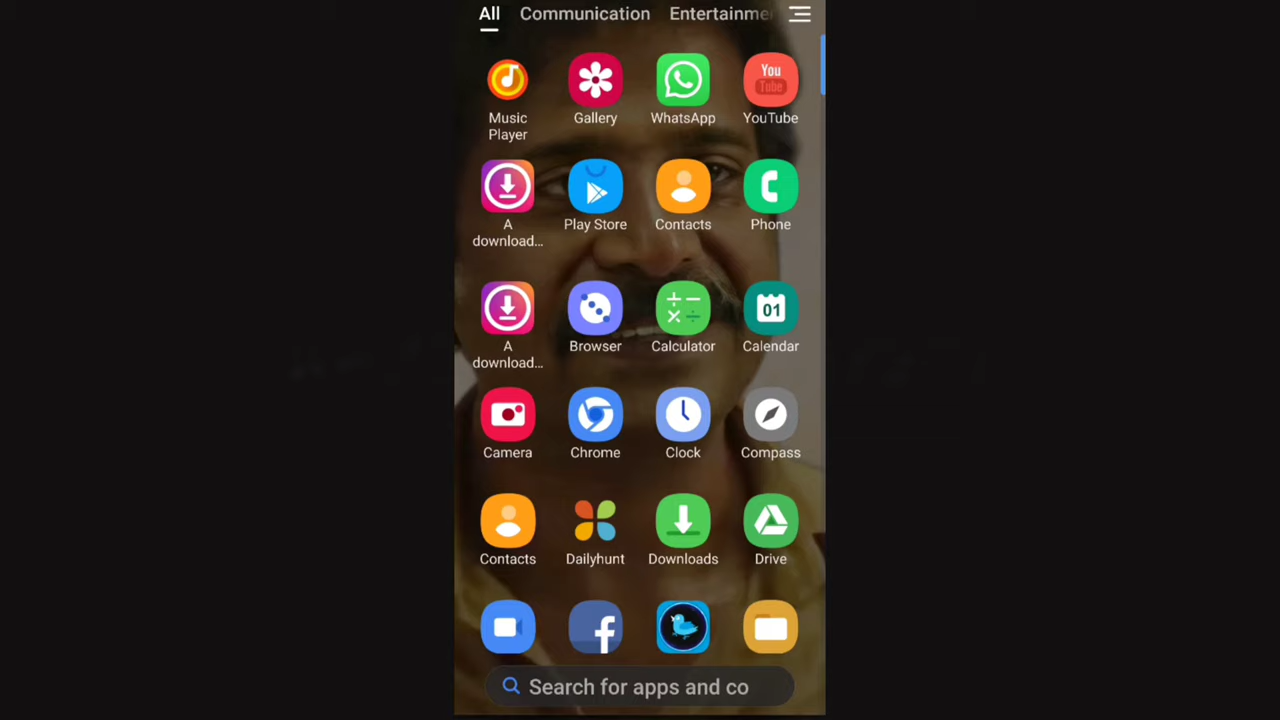 All Communication Entertainme
Music Player Gallery WhatsApp You Tube YouTube
A download... Play Store Contacts Phone
A download... Browser Calculator 01 Calendar
Camera Chrome Clock Compass
Contacts Dailyhunt Downloads Drive
Search for apps and co